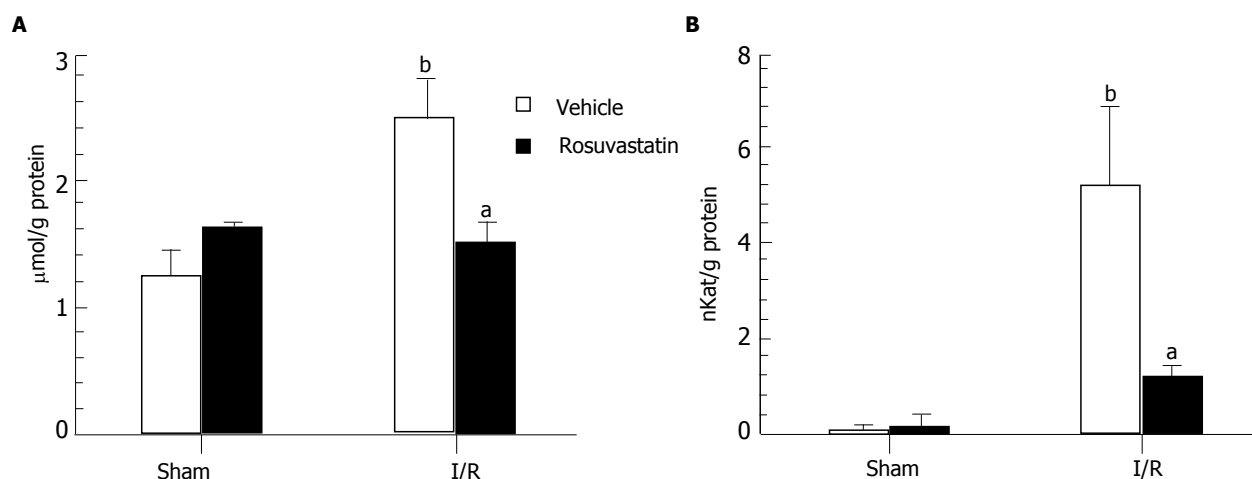 A
μmol/g protein
3
2
1
0
b
a
Sham
I/R
Vehicle
Rosuvastatin
B
nKat/g protein
8
6
4
2
0
b
a
Sham
I/R